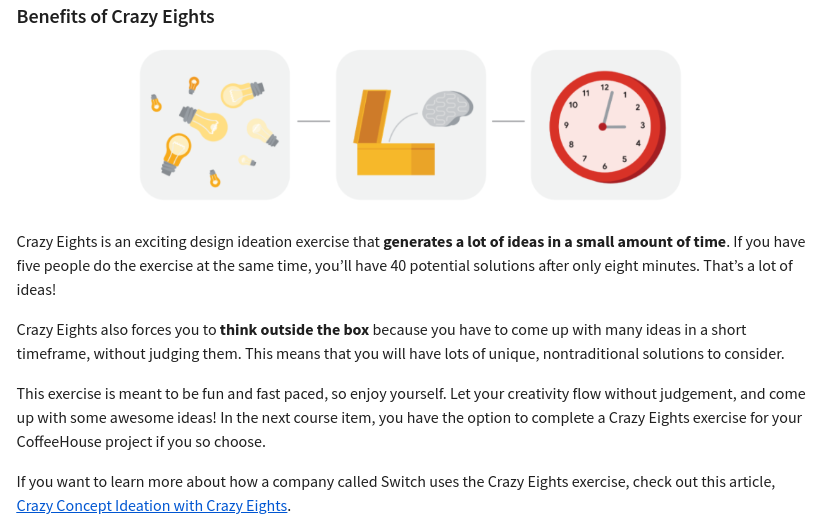 Benefits of Crazy Eights
12
1
2
3
4
5
6
7
8
9
10
11
Crazy Eights is an exciting design ideation exercise that generates a lot of ideas in a small amount of time. If you have
five people do the exercise at the same time, you’ll have 40 potential solutions after only eight minutes. That’s a lot of
ideas!
Crazy Eights also forces you to think outside the box because you have to come up with many ideas in a short
timeframe, without judging them. This means that you will have lots of unique, nontraditional solutions to consider.
This exercise is meant to be fun and fast paced, so enjoy yourself. Let your creativity flow without judgement, and come
up with some awesome ideas! In the next course item, you have the option to complete a Crazy Eights exercise for your
CoffeeHouse project if you so choose.
If you want to learn more about how a company called Switch uses the Crazy Eights exercise, check out this article,
Crazy Concept Ideation with Crazy Eights.